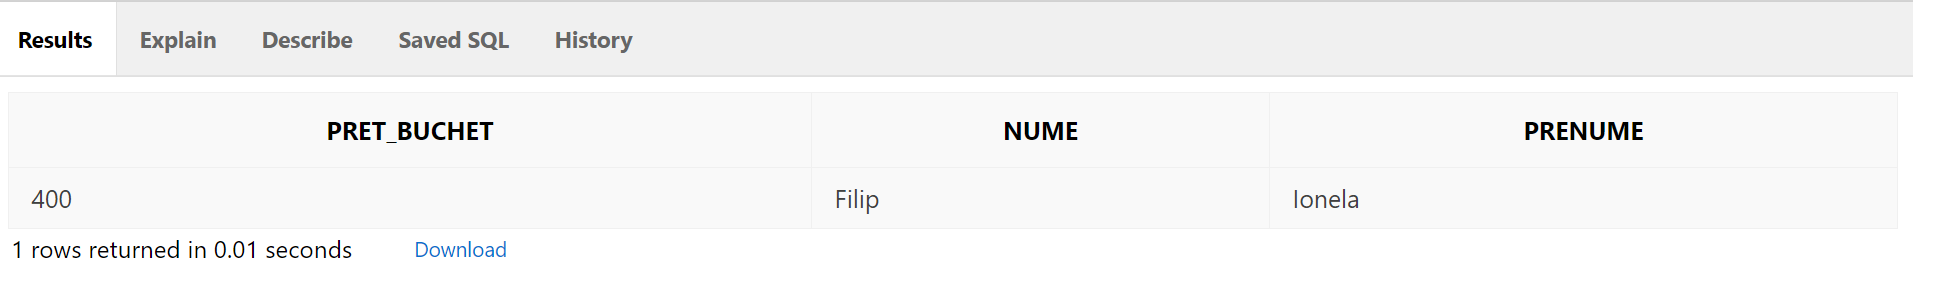 Results Explain Describe Saved SQL History
PRET_BUCHET NUME PRENUME
400 Filip Ionela
1 rows returned in 0.01 seconds Download